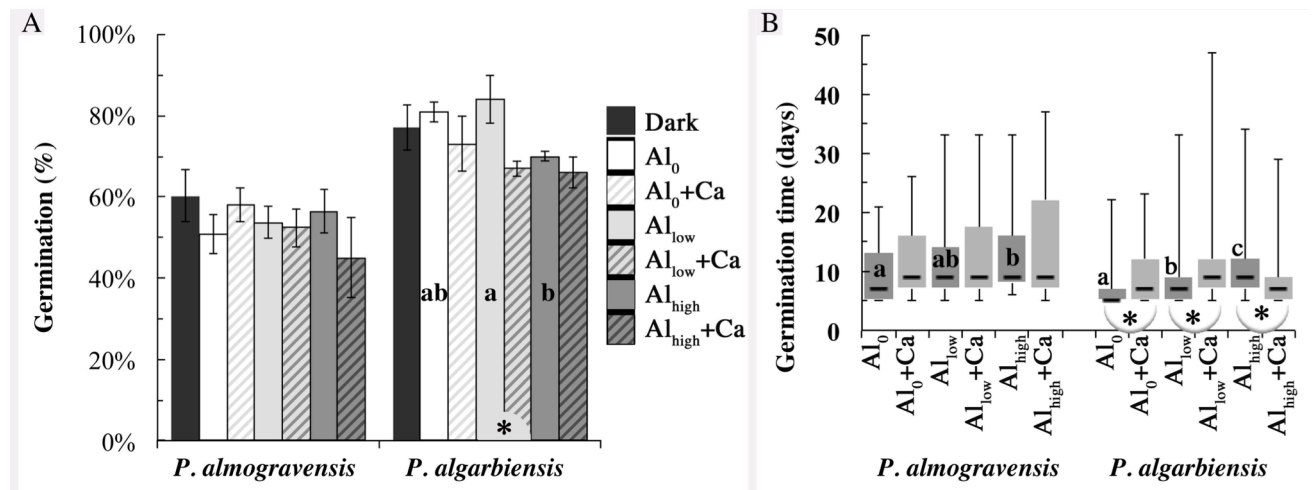 A
100%
80%
60%
40%
20%
0%
Germination (%)
ab
a
b
*
P. almogravensis
P. algarbiensis
Dark
Al0
Al0+Ca
Allow
Allow+Ca
Alhigh
Alhigh+Ca
B
50
40
30
20
10
0
Germination time (days)
a
ab
b
a
b
c
*
*
*
Al0
Al0+Ca
Allow
Allow+Ca
Alhigh
Alhigh+Ca
Al0
Al0+Ca
Allow
Allow+Ca
Alhigh
Alhigh+Ca
P. almogravensis
P. algarbiensis